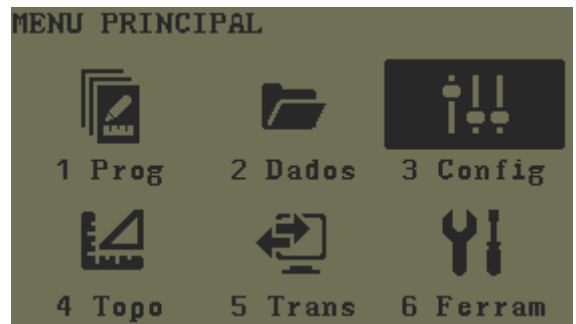 MENU PRINCIPAL
1 Prog 2 Dados 3 Config
4 Topo 5 Trans 6 Ferram